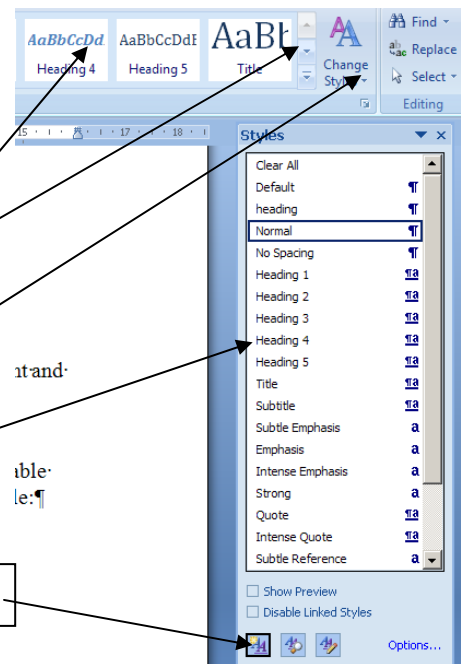 AaBbCcDd AaBbCcDdE AaBb
Heading 4 Heading 5 Title
Change
Styles
Find
Replace
Select
Editing
15 17 18
Styles
Clear All
Default ¶
heading ¶
Normal ¶
No Spacing ¶
Heading 1 ¶a
Heading 2 ¶a
Heading 3 ¶a
Heading 4 ¶a
Heading 5 ¶a
Title ¶a
Subtitle ¶a
Subtle Emphasis a
Emphasis a
Intense Emphasis a
Strong a
Quote ¶a
Intense Quote ¶a
Subtle Reference a
nt·and·
able·
le:¶
Show Preview
Disable Linked Styles
Options...